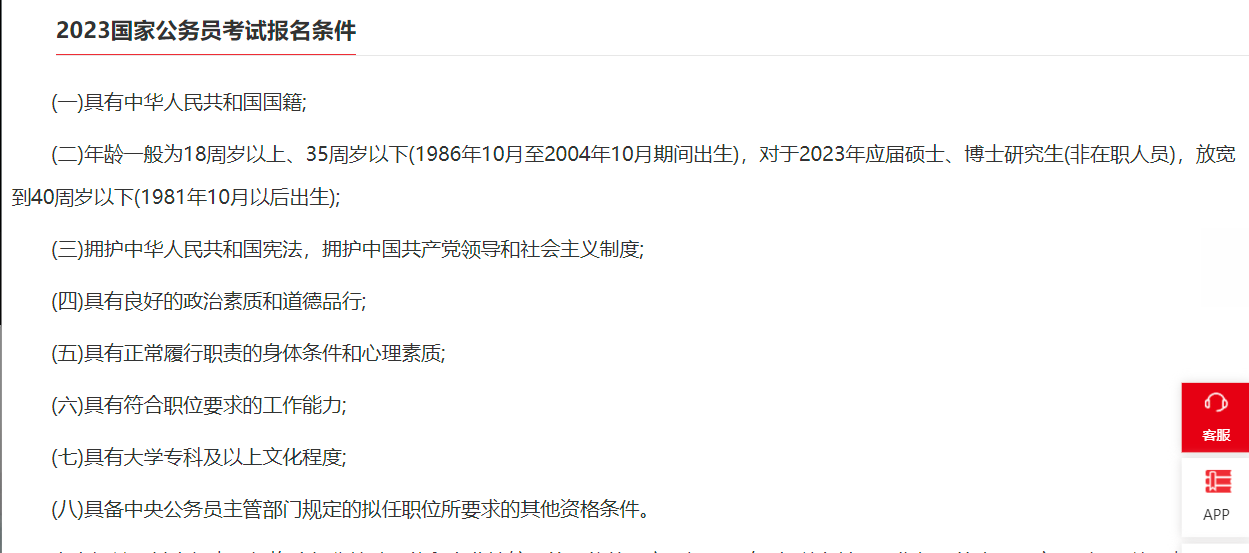 2023国家公务员考试报名条件
(一)具有中华人民共和国国籍;
(二)年龄一般为18周岁以上、35周岁以下(1986年10月至2004年10月期间出生)，对于2023年应届硕士、博士研究生(非在职人员)，放宽
到40周岁以下(1981年10月以后出生);
(三)拥护中华人民共和国宪法，拥护中国共产党领导和社会主义制度;
(四)具有良好的政治素质和道德品行;
(五)具有正常履行职责的身体条件和心理素质;
(六)具有符合职位要求的工作能力;
(七)具有大学专科及以上文化程度;
(八)具备中央公务员主管部门规定的拟任职位所要求的其他资格条件。
客服
APP